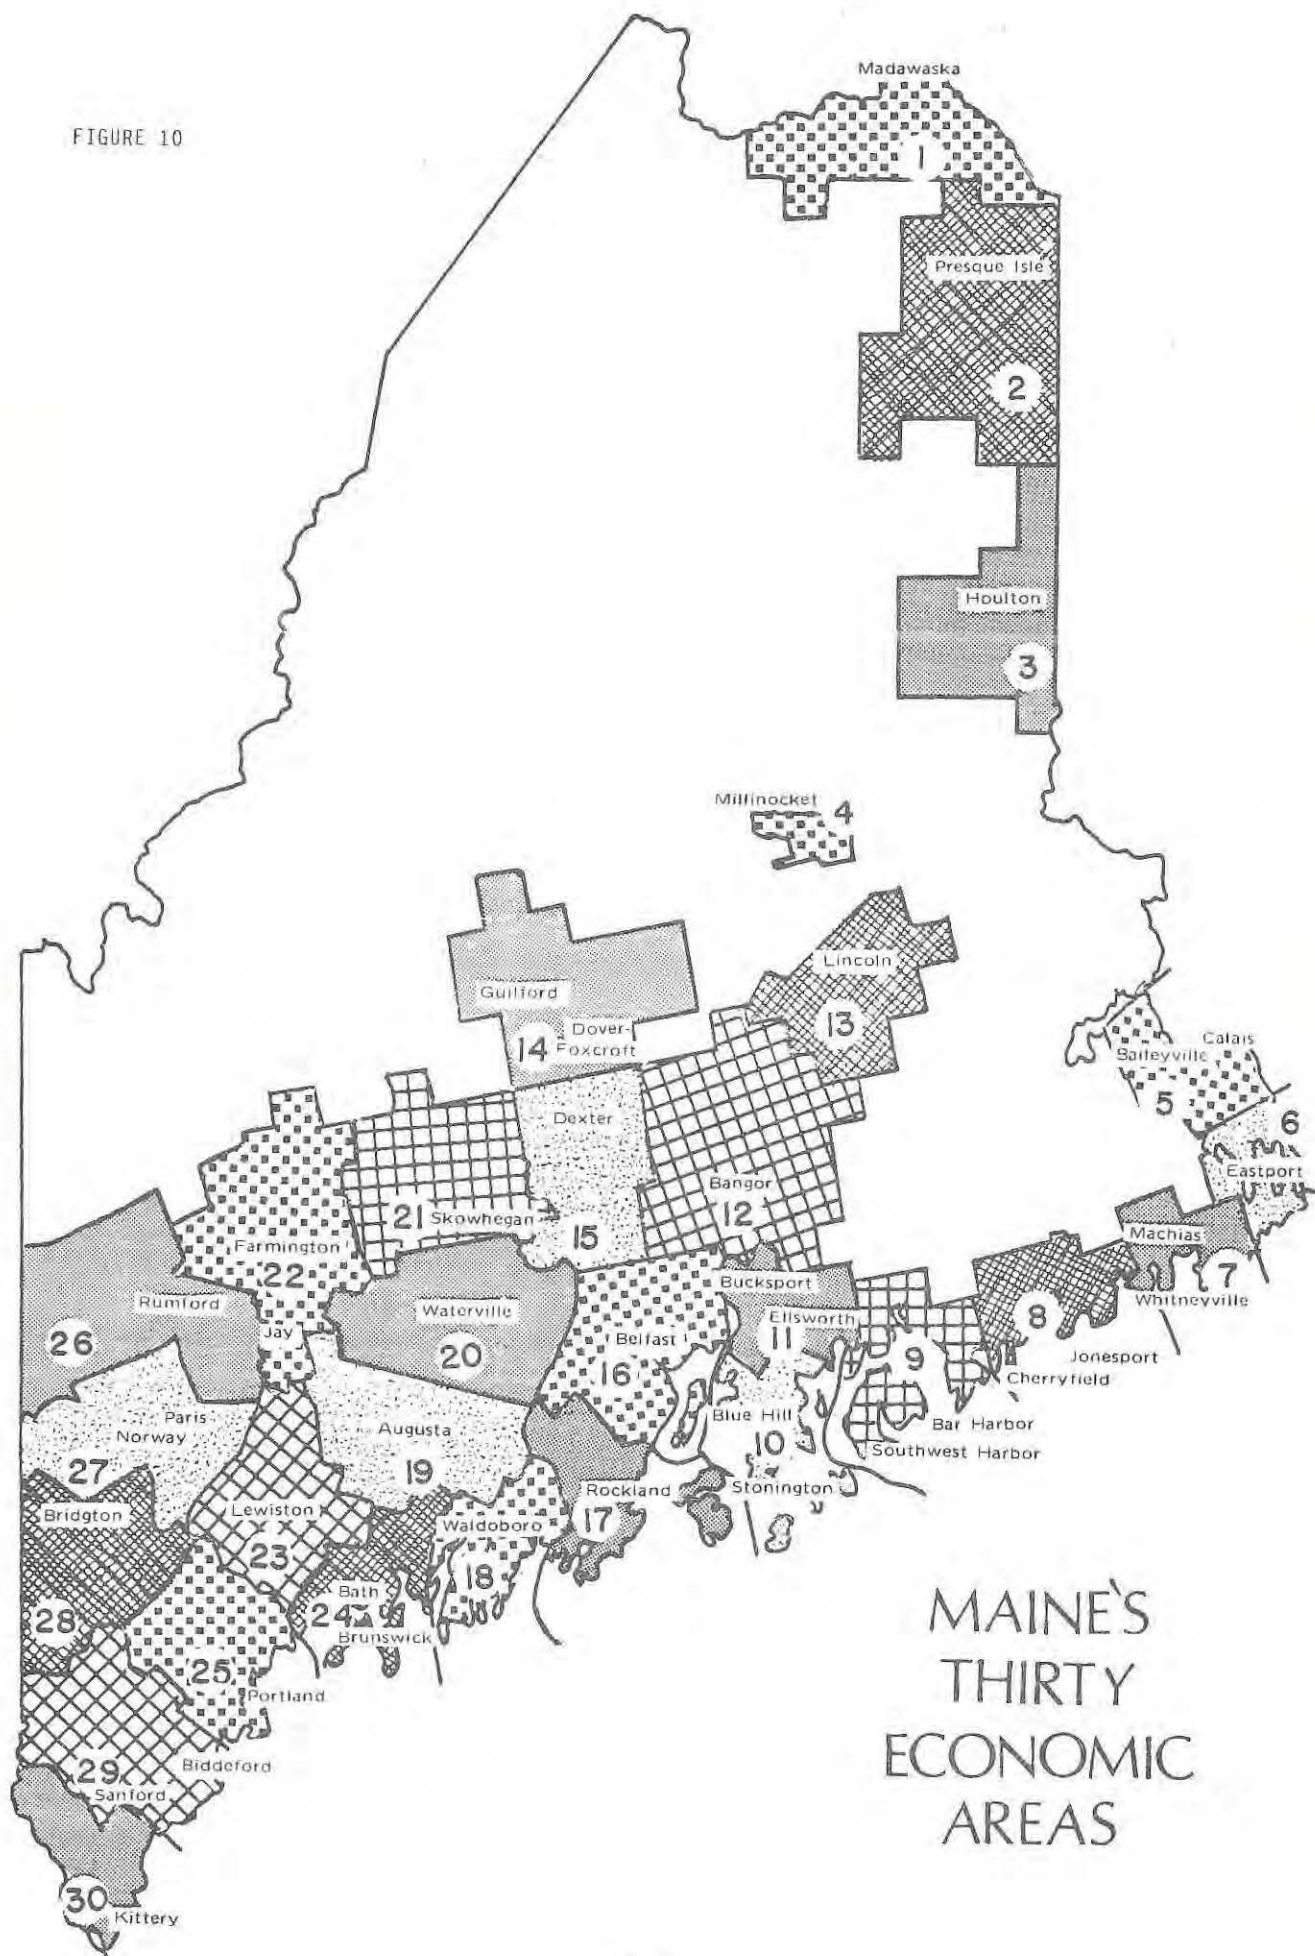 FIGURE 10
Madawaska
1
Presque Isle
2
Houlton
3
Millinocket 4
Lincoln
13
Guilford
14 Dover-
Foxcroft
Calais
Baileyville
5
6
Eastport
Dexter
15
Bangor
12
21 Skowhegan
Farmington
22
Machias
7
Whitneyville
Bucksport
Ellsworth
11
8
Jonesport
Cherryfield
9
Bar Harbor
Southwest Harbor
Rumford
26
Jay
Waterville
20
Belfast
16
Blue Hill
10
Stonington
Paris
Norway
27
Augusta
19
Rockland
17
Bridgton
28
Lewiston
23
Waldoboro
18
Bath
24
Brunswick
25
Portland
Biddeford
29
Sanford
30
Kittery
MAINE'S
THIRTY
ECONOMIC
AREAS